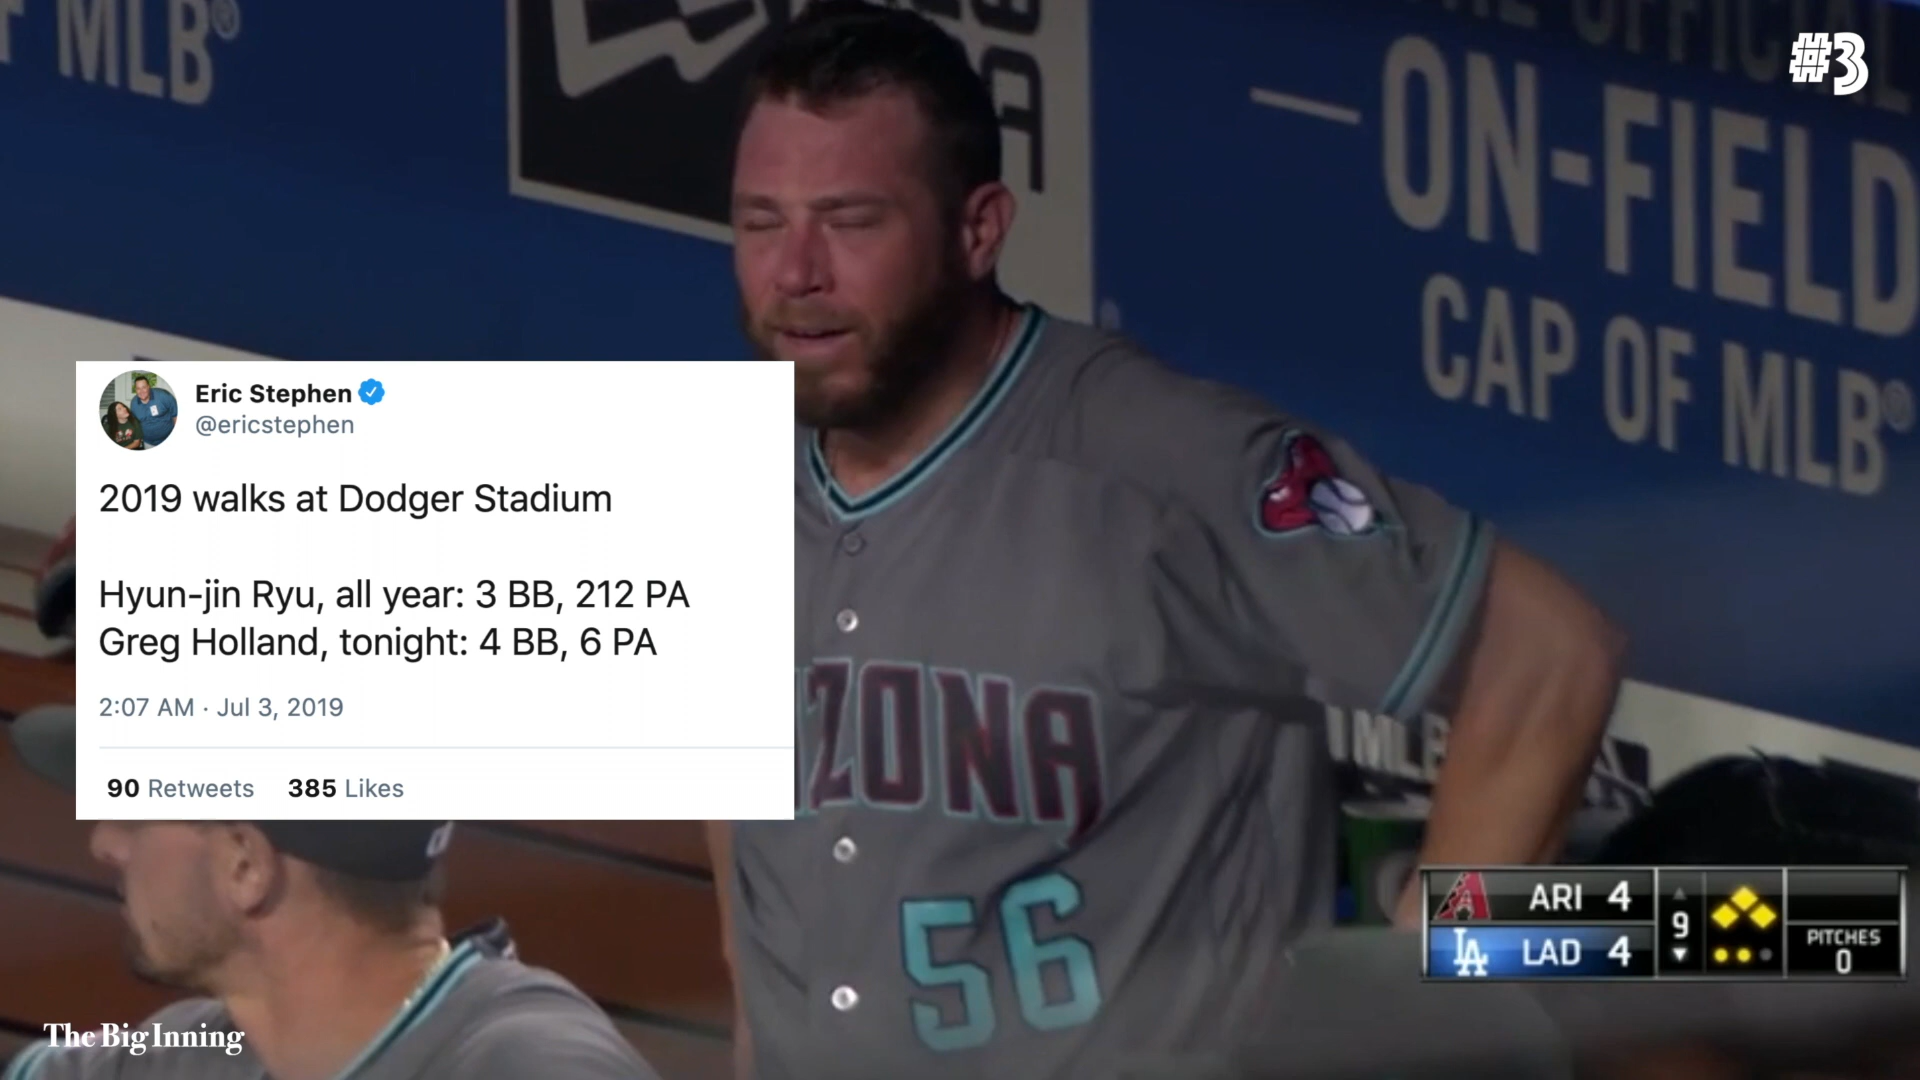 MLB®
#3
ON-FIELD
CAP OF MLB®
Eric Stephen
@ericstephen
2019 walks at Dodger Stadium
Hyun-jin Ryu, all year: 3 BB, 212 PA
Greg Holland, tonight: 4 BB, 6 PA
2:07 AM · Jul 3, 2019
90 Retweets 385 Likes
ZONA
56
ARI 4
LA LAD 4
9
PITCHES
0
The Big Inning